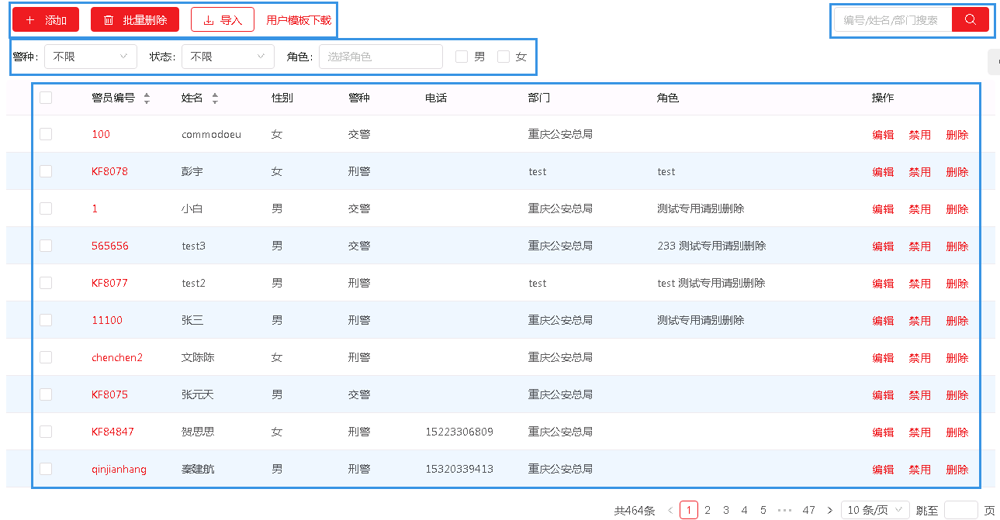 添加 批量删除 导入 用户模板下载 编号/姓名/部门搜索
警种: 不限 状态: 不限 角色: 选择角色 男 女
警员编号 姓名 性别 警种 电话 部门 角色 操作
100 commodoeu 女 交警 重庆公安总局 编辑 禁用 删除
KF8078 彭宇 女 刑警 test test 编辑 禁用 删除
1 小白 男 交警 重庆公安总局 测试专用请别删除 编辑 禁用 删除
565656 test3 男 交警 重庆公安总局 233 测试专用请别删除 编辑 禁用 删除
KF8077 test2 男 刑警 test test 测试专用请别删除 编辑 禁用 删除
11100 张三 男 刑警 重庆公安总局 测试专用请别删除 编辑 禁用 删除
chenchen2 文陈陈 女 刑警 重庆公安总局 编辑 禁用 删除
KF8075 张元天 男 交警 重庆公安总局 编辑 禁用 删除
KF84847 贺思思 女 刑警 15223306809 重庆公安总局 编辑 禁用 删除
qinjianhang 秦建航 男 刑警 15320339413 重庆公安总局 编辑 禁用 删除
共464条 < 1 2 3 4 5 ··· 47 > 10 条/页 跳至 页